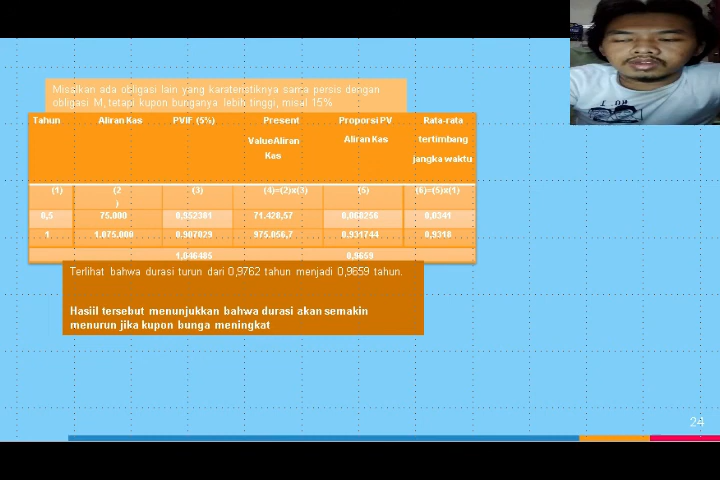 Misalkan ada obligasi lain yang karateristiknya sama persis dengan
obligasi M, tetapi kupon bunganya lebih tinggi, misal 15%
Tahun Aliran Kas PVIF (5%) Present ValueAliran Kas Proporsi PV Aliran Kas Rata-rata tertimbang jangka waktu
(1) (2 ) (3) (4)=(2)x(3) (5) (6)=(5)x(1)
0,5 75.000 0,952381 71.428,57 0,068256 0,0341
1 1.075.000 0.907029 975.056,7 0,931744 0,9318
1,046485 0,9659
Terlihat bahwa durasi turun dari 0,9762 tahun menjadi 0,9659 tahun.
Hasiil tersebut menunjukkan bahwa durasi akan semakin
menurun jika kupon bunga meningkat
24